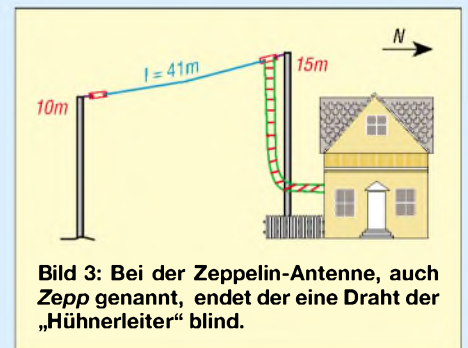 N
l = 41m
15m
10m
Bild 3: Bei der Zeppelin-Antenne, auch
Zepp genannt, endet der eine Draht der
„Hühnerleiter“ blind.